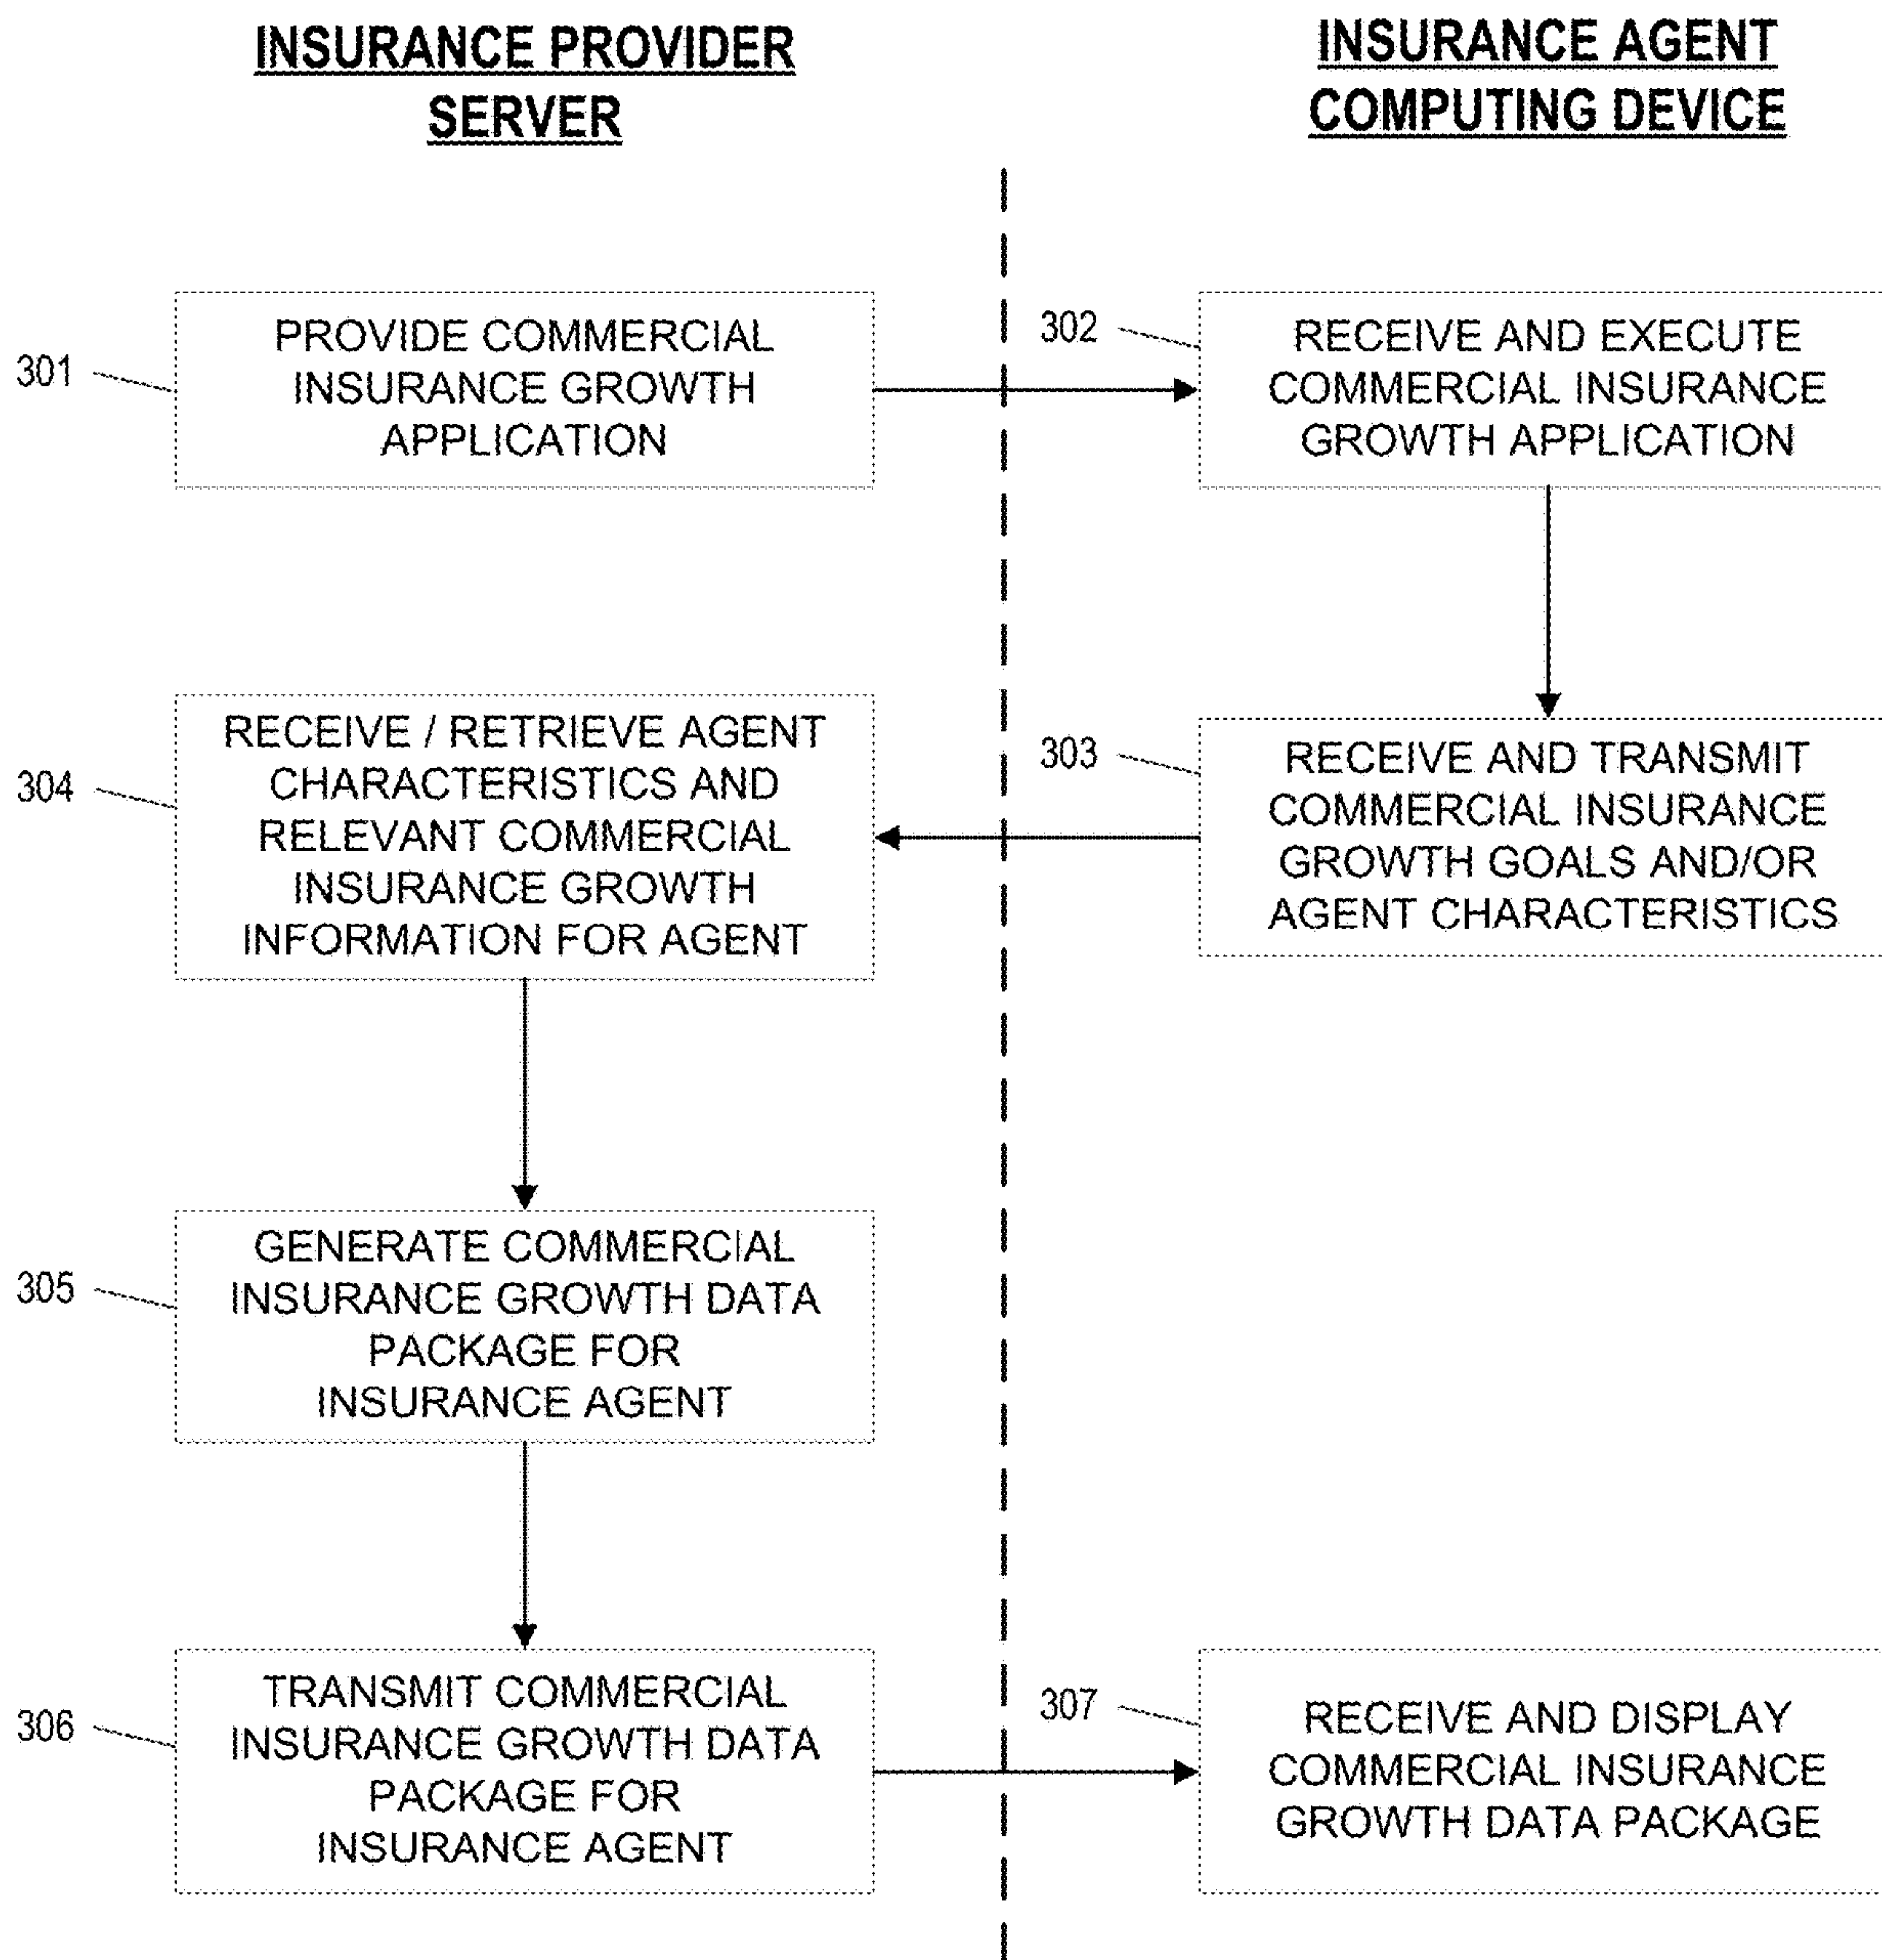 INSURANCE PROVIDER
SERVER
INSURANCE AGENT
COMPUTING DEVICE
301
PROVIDE COMMERCIAL
INSURANCE GROWTH
APPLICATION
302
RECEIVE AND EXECUTE
COMMERCIAL INSURANCE
GROWTH APPLICATION
303
RECEIVE AND TRANSMIT
COMMERCIAL INSURANCE
GROWTH GOALS AND/OR
AGENT CHARACTERISTICS
304
RECEIVE / RETRIEVE AGENT
CHARACTERISTICS AND
RELEVANT COMMERCIAL
INSURANCE GROWTH
INFORMATION FOR AGENT
305
GENERATE COMMERCIAL
INSURANCE GROWTH DATA
PACKAGE FOR
INSURANCE AGENT
306
TRANSMIT COMMERCIAL
INSURANCE GROWTH DATA
PACKAGE FOR
INSURANCE AGENT
307
RECEIVE AND DISPLAY
COMMERCIAL INSURANCE
GROWTH DATA PACKAGE